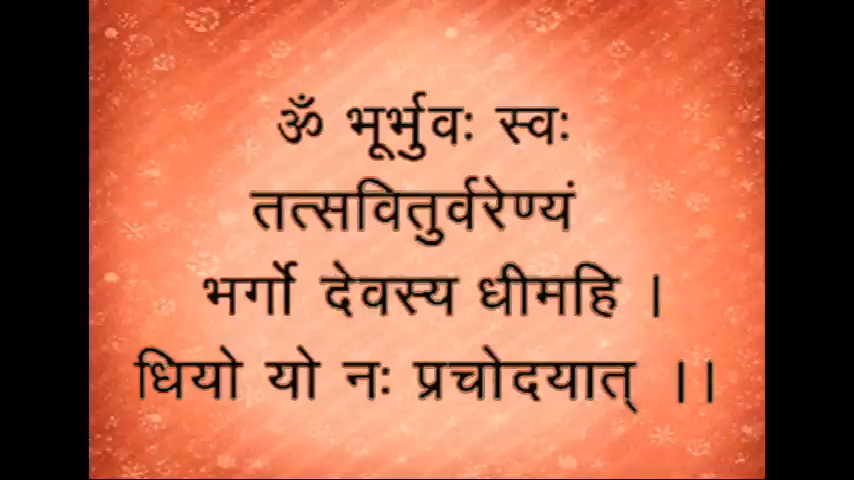 ॐ भूर्भुवः स्वः
तत्सवितुर्वरेण्यं
भर्गो देवस्य धीमहि ।
धियो यो नः प्रचोदयात् ।।